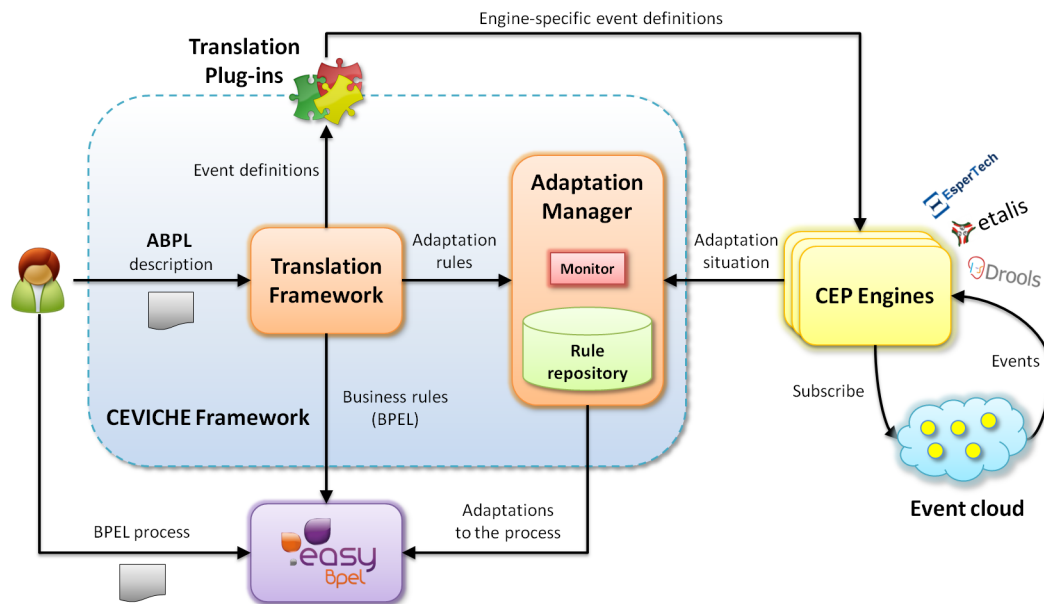 Engine-specific event definitions
Translation
Plug-ins
Event definitions
Adaptation
Manager
EsperTech
etalis
Drools
ABPL
description
Translation
Framework
Adaptation
rules
Monitor
Adaptation
situation
CEP Engines
Rule
repository
Events
Subscribe
Business rules
(BPEL)
CEVICHE Framework
Event cloud
BPEL process
easy
Bpel
Adaptations
to the process